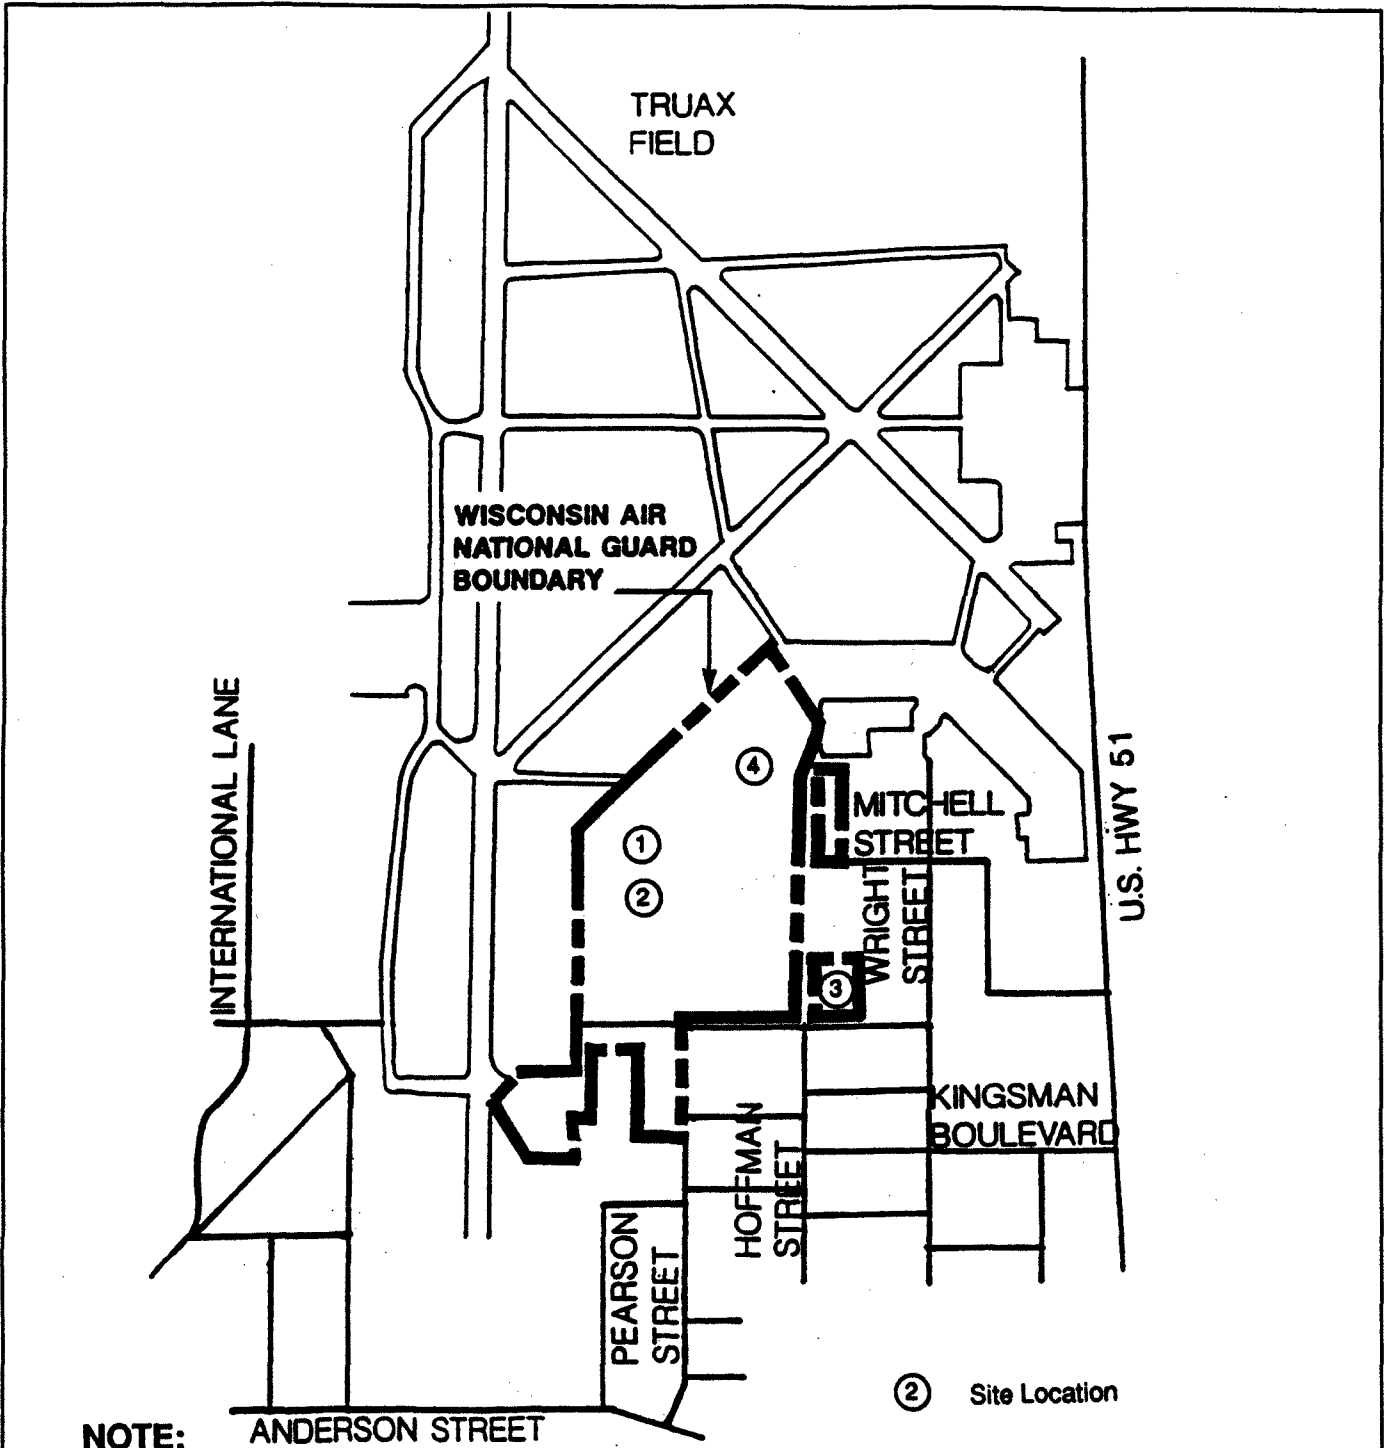 TRUAX
FIELD
WISCONSIN AIR
NATIONAL GUARD
BOUNDARY
INTERNATIONAL LANE
4
MITCHELL
STREET
U.S. HWY 51
1
2
WRIGHT
STREET
3
KINGSMAN
BOULEVARD
HOFFMAN
STREET
PEARSON
STREET
2 Site Location
NOTE:
ANDERSON STREET